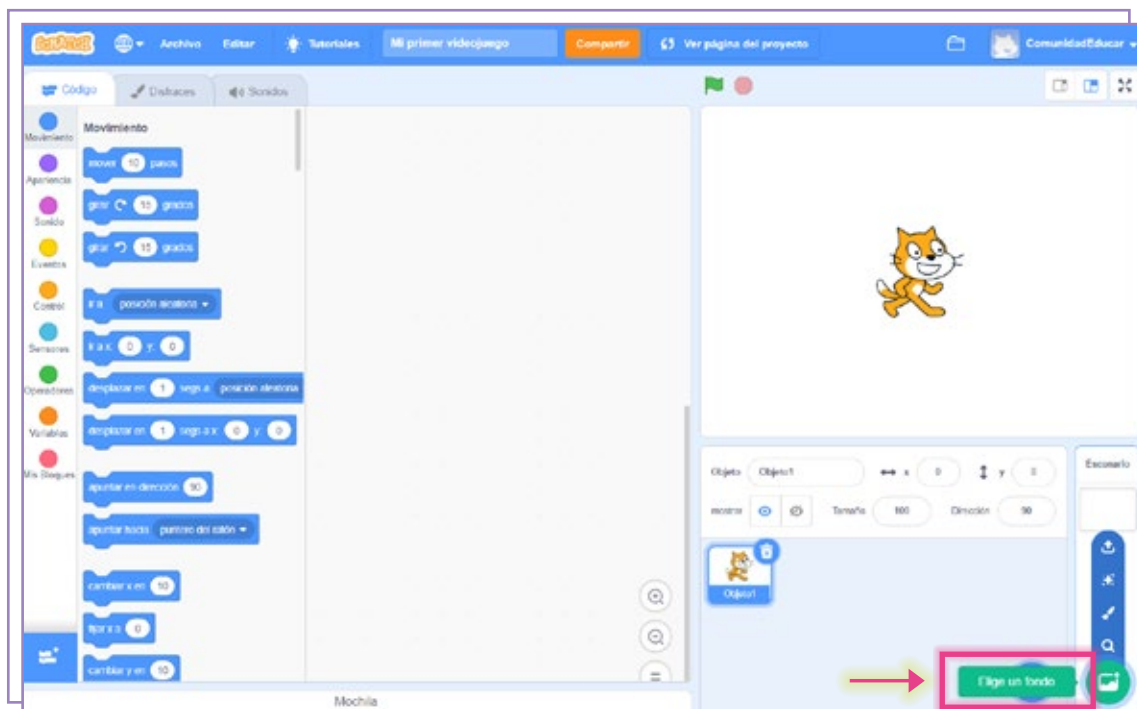 SCRATCH Archivo Editar Tutoriales Mi primer videojuego Compartir Ver página del proyecto ComunidadEducar
Código Disfraces Sonidos
Movimiento
Apariencia
Sonido
Eventos
Control
Sensores
Operadores
Variables
Mis Bloques
Movimiento
mover 10 pasos
girar 15 grados
girar 15 grados
ir a posición aleatoria
ir a x: 0 y: 0
desplazar en 1 segs a posición aleatoria
desplazar en 1 segs a x: 0 y: 0
apuntar en dirección 90
apuntar hacia puntero del ratón
cambiar x en 10
fijar x a 0
cambiar y en 10
Mochila
Objeto Objeto1 x 0 y 0
mostrar Tamaño 100 Dirección 90
Objeto1
Escenario
Elige un fondo